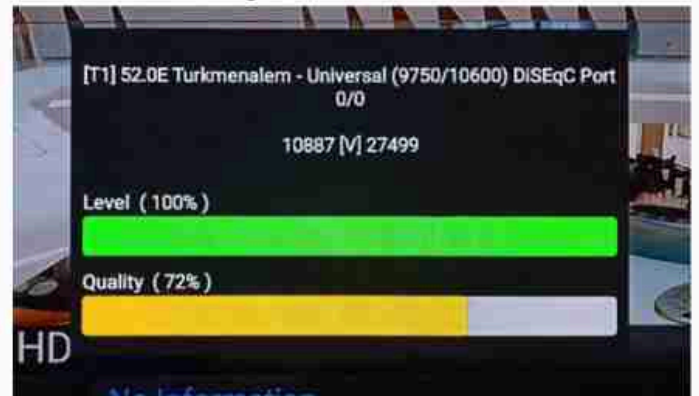 [T1] 52.0E Turkmenalem - Universal (9750/10600) DiSEqC Port
0/0
10887 [V] 27499
Level ( 100% )
Quality ( 72% )
HD
No Information